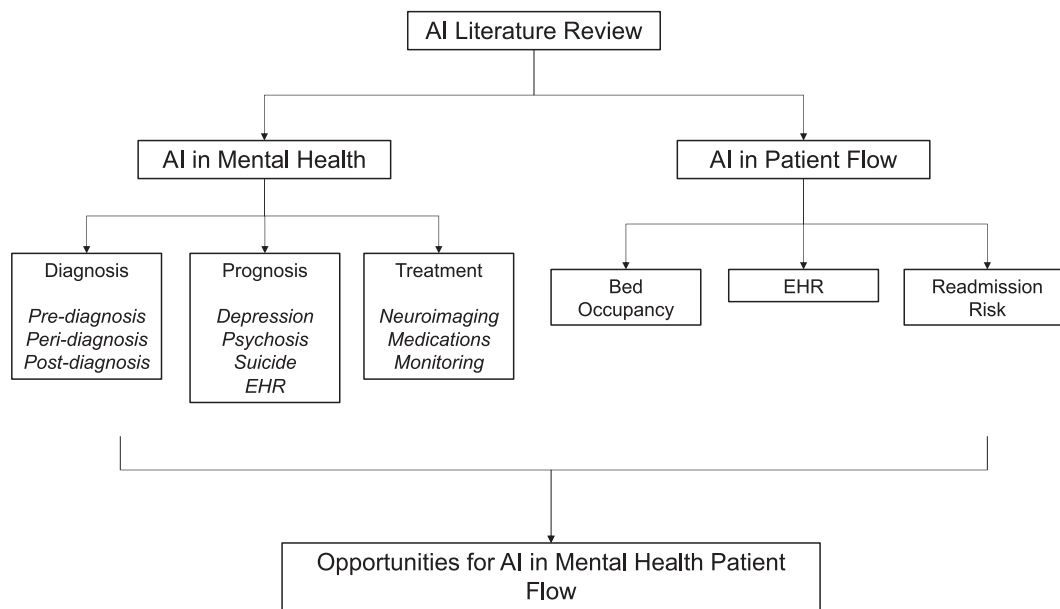 AI Literature Review
AI in Mental Health
AI in Patient Flow
Diagnosis
Pre-diagnosis
Peri-diagnosis
Post-diagnosis
Prognosis
Depression
Psychosis
Suicide
EHR
Treatment
Neuroimaging
Medications
Monitoring
Bed
Occupancy
EHR
Readmission
Risk
Opportunities for AI in Mental Health Patient
Flow